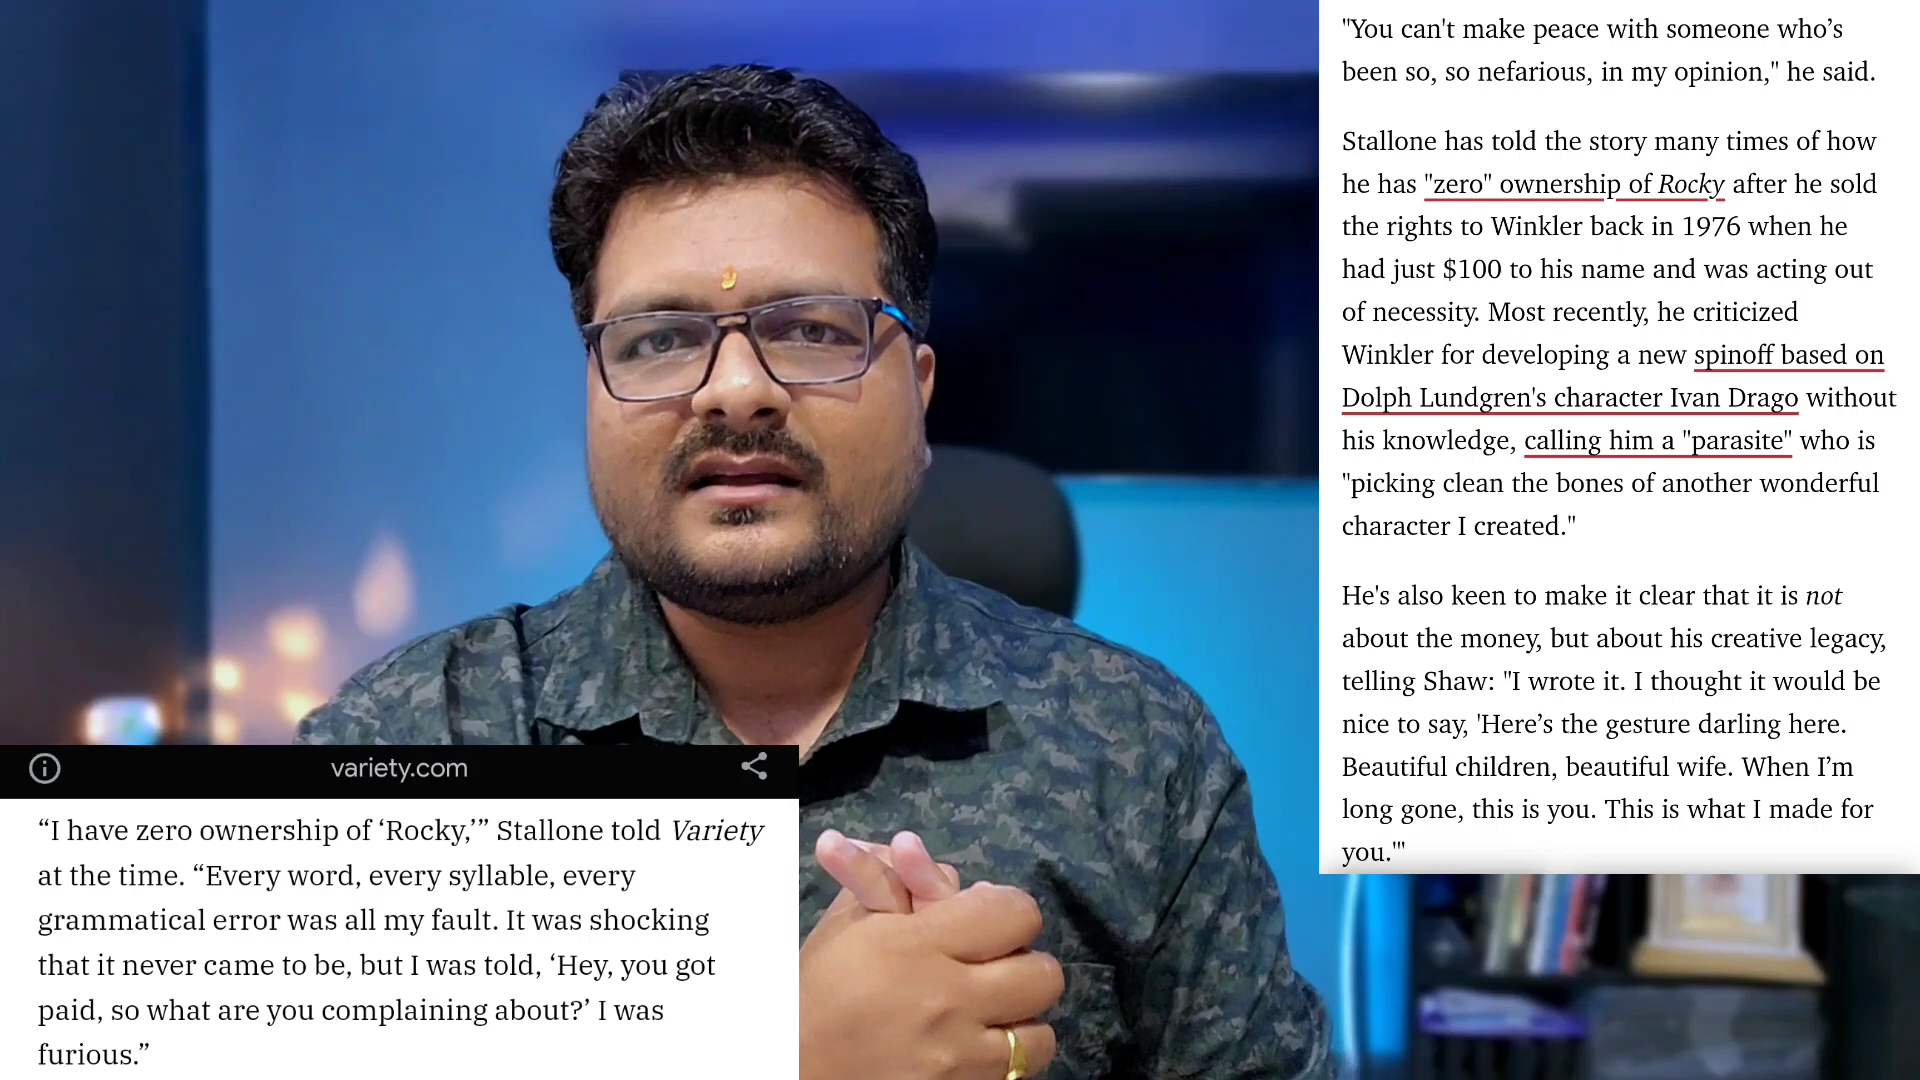 "You can't make peace with someone who’s
been so, so nefarious, in my opinion," he said.
Stallone has told the story many times of how
he has "zero" ownership of Rocky after he sold
the rights to Winkler back in 1976 when he
had just $100 to his name and was acting out
of necessity. Most recently, he criticized
Winkler for developing a new spinoff based on
Dolph Lundgren's character Ivan Drago without
his knowledge, calling him a "parasite" who is
"picking clean the bones of another wonderful
character I created."
He's also keen to make it clear that it is not
about the money, but about his creative legacy,
telling Shaw: "I wrote it. I thought it would be
nice to say, 'Here’s the gesture darling here.
Beautiful children, beautiful wife. When I’m
long gone, this is you. This is what I made for
you.'"
variety.com
“I have zero ownership of ‘Rocky,’” Stallone told Variety
at the time. “Every word, every syllable, every
grammatical error was all my fault. It was shocking
that it never came to be, but I was told, ‘Hey, you got
paid, so what are you complaining about?’ I was
furious.”